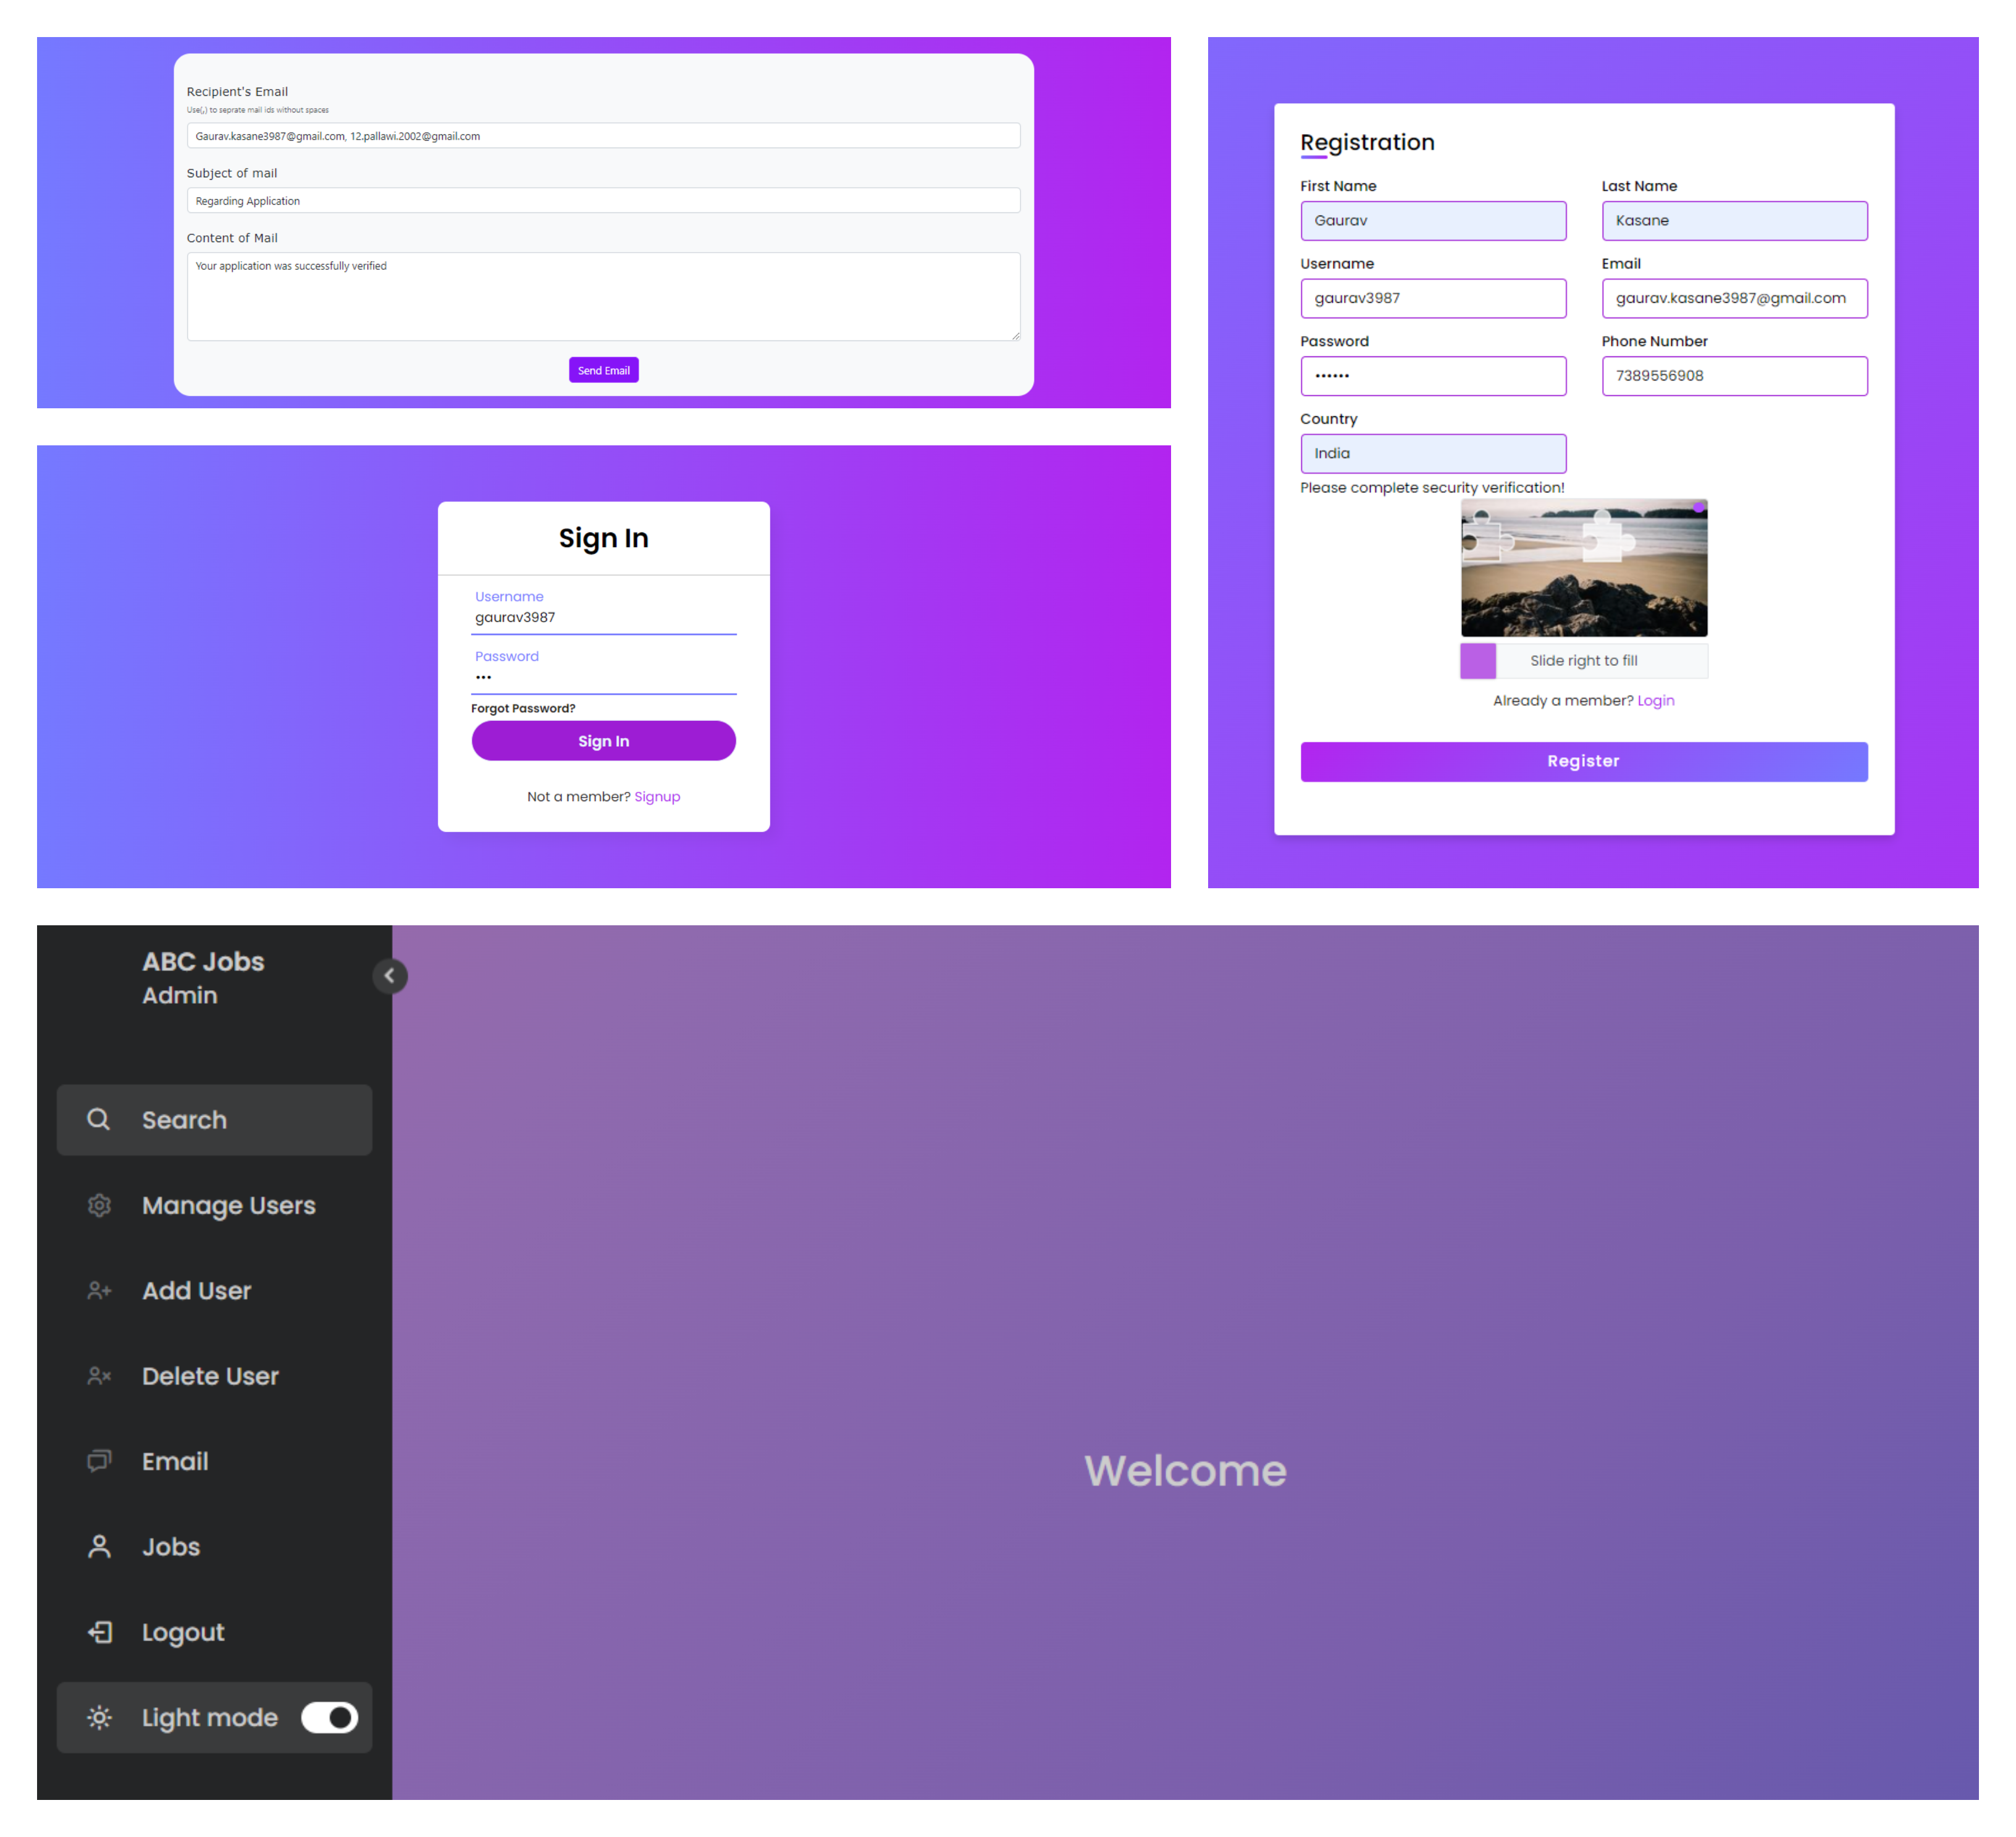 Recipient's Email
Use(,) to seprate mail ids without spaces
Gaurav.kasane3987@gmail.com, 12.pallawi.2002@gmail.com
Subject of mail
Regarding Application
Content of Mail
Your application was successfully verified
Send Email
Sign In
Username
gaurav3987
Password
•••
Forgot Password?
Sign In
Not a member? Signup
Registration
First Name
Gaurav
Last Name
Kasane
Username
gaurav3987
Email
gaurav.kasane3987@gmail.com
Password
••••••
Phone Number
7389556908
Country
India
Please complete security verification!
Slide right to fill
Already a member? Login
Register
ABC Jobs
Admin
Search
Manage Users
Add User
Delete User
Email
Jobs
Logout
Light mode
Welcome